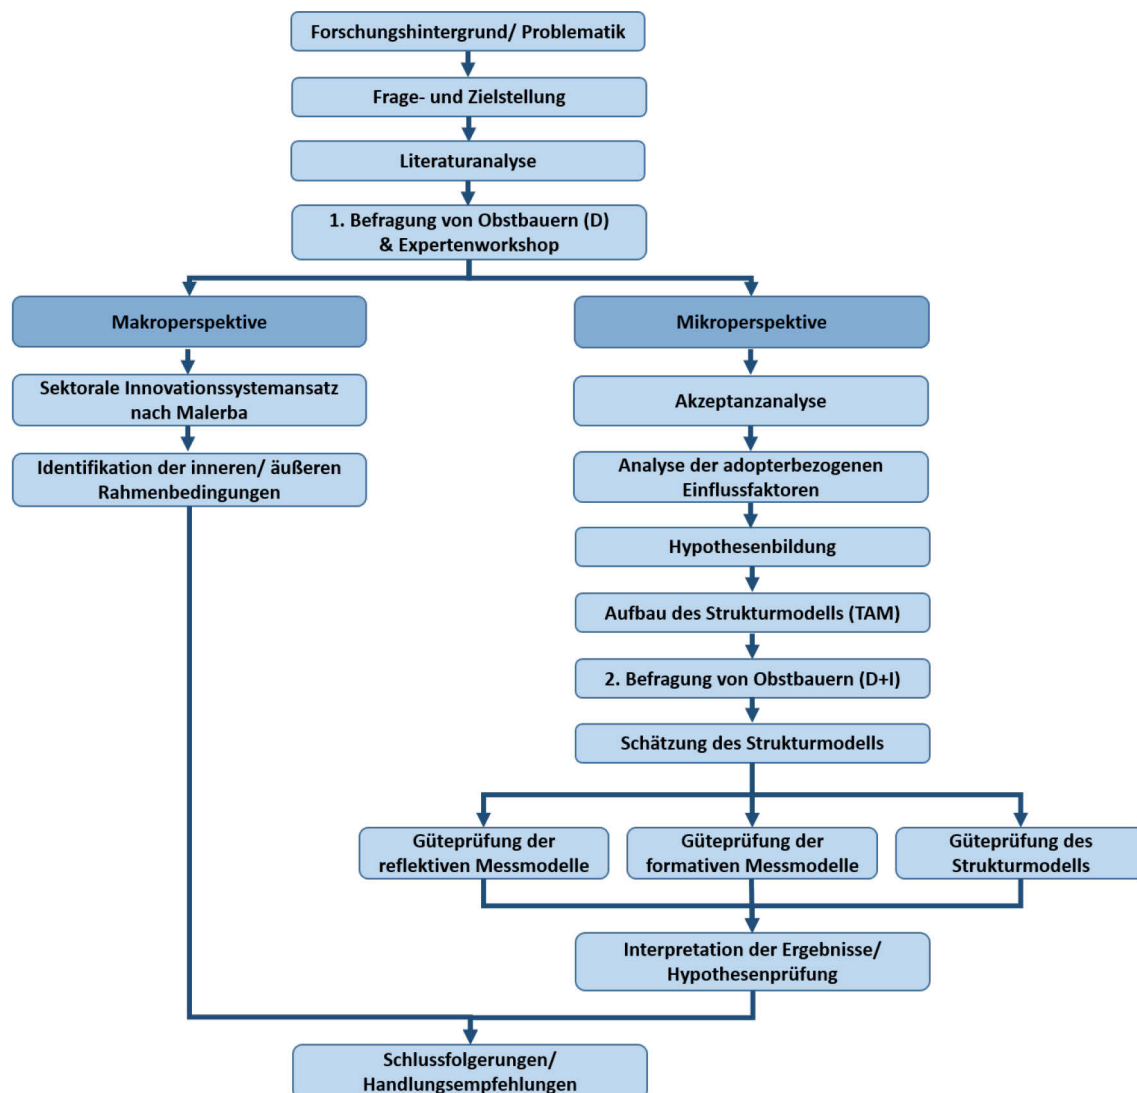 Forschungshintergrund/ Problematik
Frage- und Zielstellung
Literaturanalyse
1. Befragung von Obstbauern (D)
& Expertenworkshop
Makroperspektive
Sektorale Innovationssystemansatz
nach Malerba
Identifikation der inneren/ äußeren
Rahmenbedingungen
Mikroperspektive
Akzeptanzanalyse
Analyse der adopterbezogenen
Einflussfaktoren
Hypothesenbildung
Aufbau des Strukturmodells (TAM)
2. Befragung von Obstbauern (D+I)
Schätzung des Strukturmodells
Güteprüfung der
reflektiven Messmodelle
Güteprüfung der
formativen Messmodelle
Güteprüfung des
Strukturmodells
Interpretation der Ergebnisse/
Hypothesenprüfung
Schlussfolgerungen/
Handlungsempfehlungen